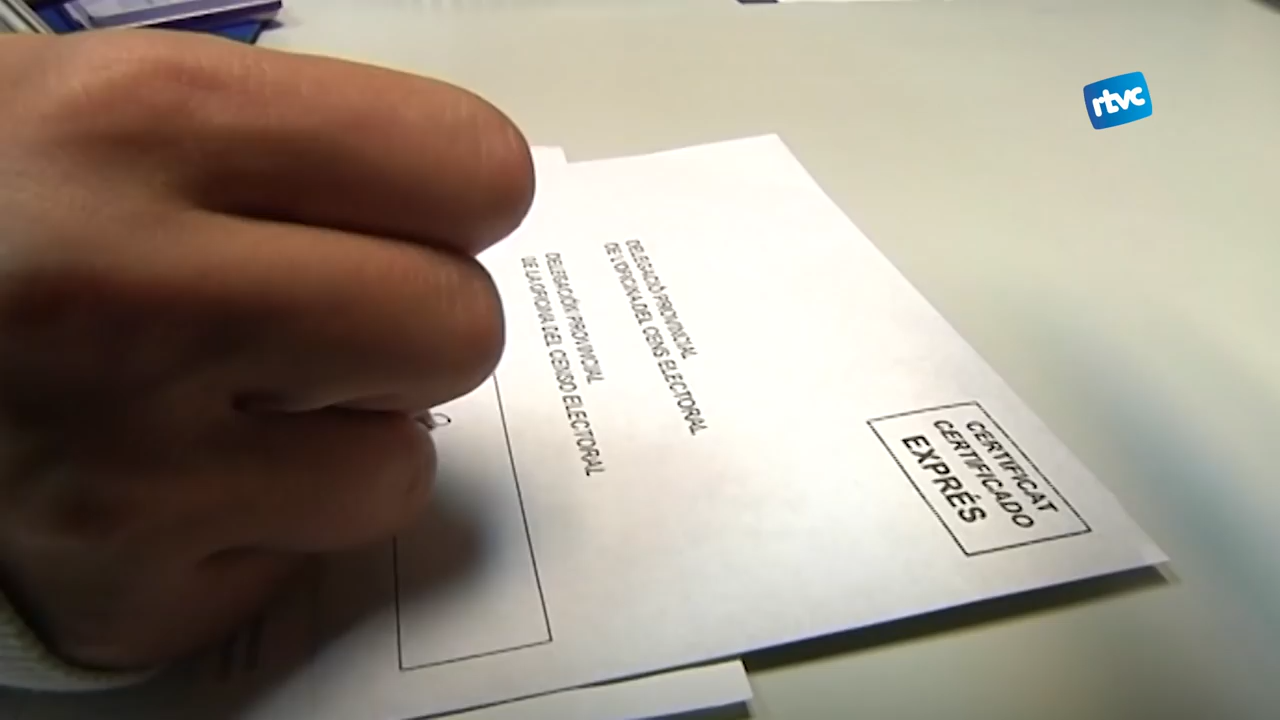 rtvc
DELEGACIÓ PROVINCIAL
DE L'OFICINA DEL CENS ELECTORAL
DELEGACIÓN PROVINCIAL
DE LA OFICINA DEL CENSO ELECTORAL
CERTIFICAT
CERTIFICADO
EXPRÉS